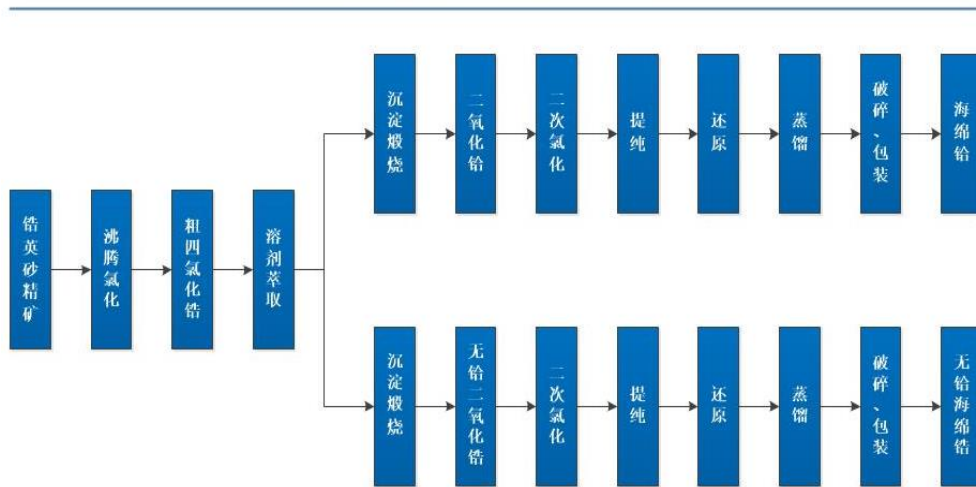 锆英砂精矿
沸腾氯化
粗四氯化锆
溶剂萃取
沉淀煅烧
二氧化铪
二次氯化
提纯
还原
蒸馏
破碎、包装
海绵铪
沉淀煅烧
无铪二氧化锆
二次氯化
提纯
还原
蒸馏
破碎、包装
无铪海绵锆